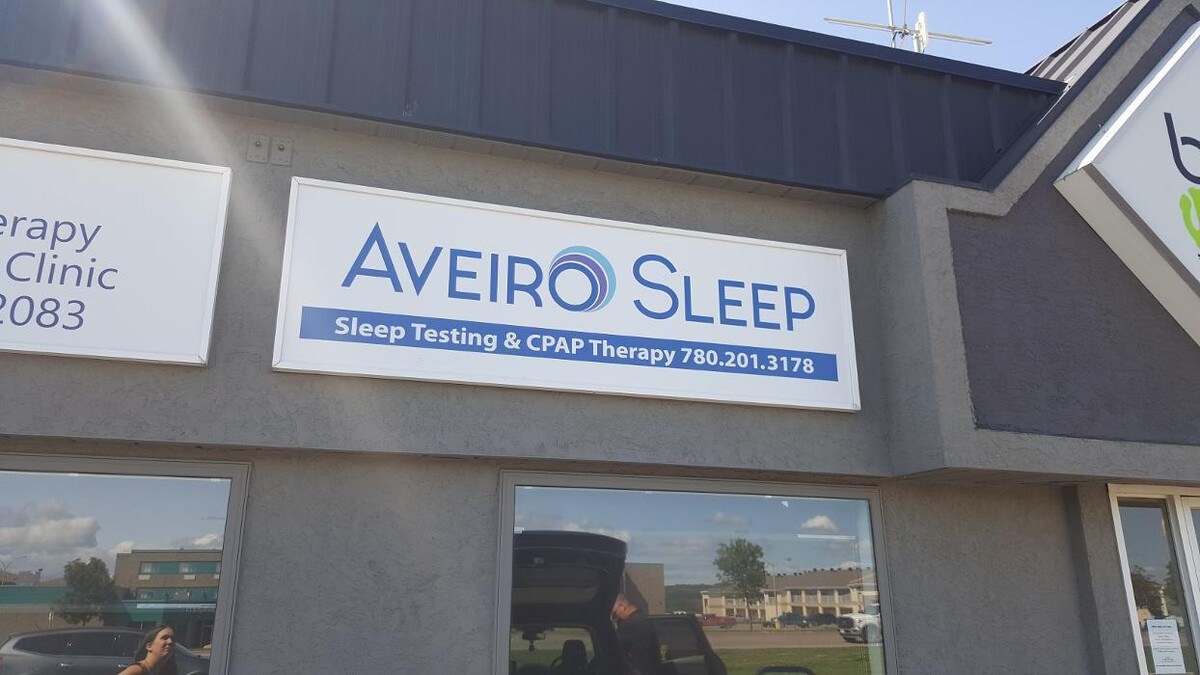 erapy
Clinic
2083
AVEIRO SLEEP
Sleep Testing & CPAP Therapy 780.201.3178
b